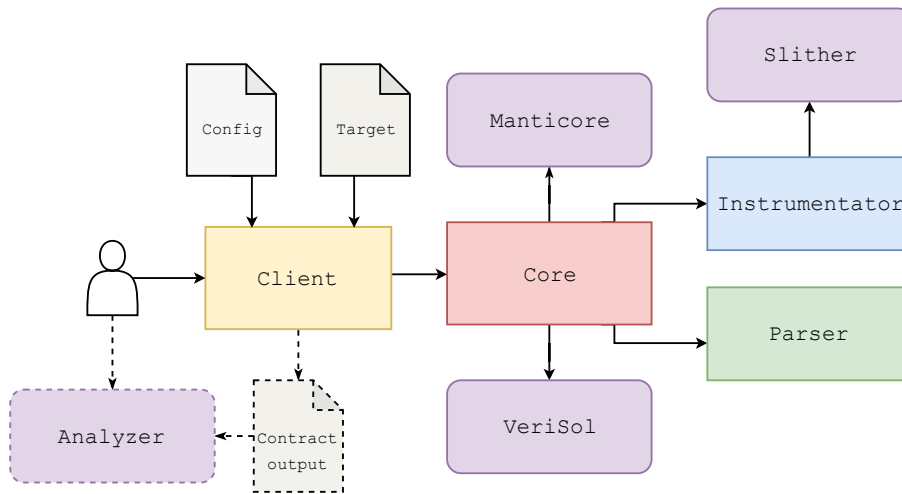 Slither
Config
Target
Manticore
Instrumentator
Client
Core
Parser
Analyzer
Contract
output
VeriSol